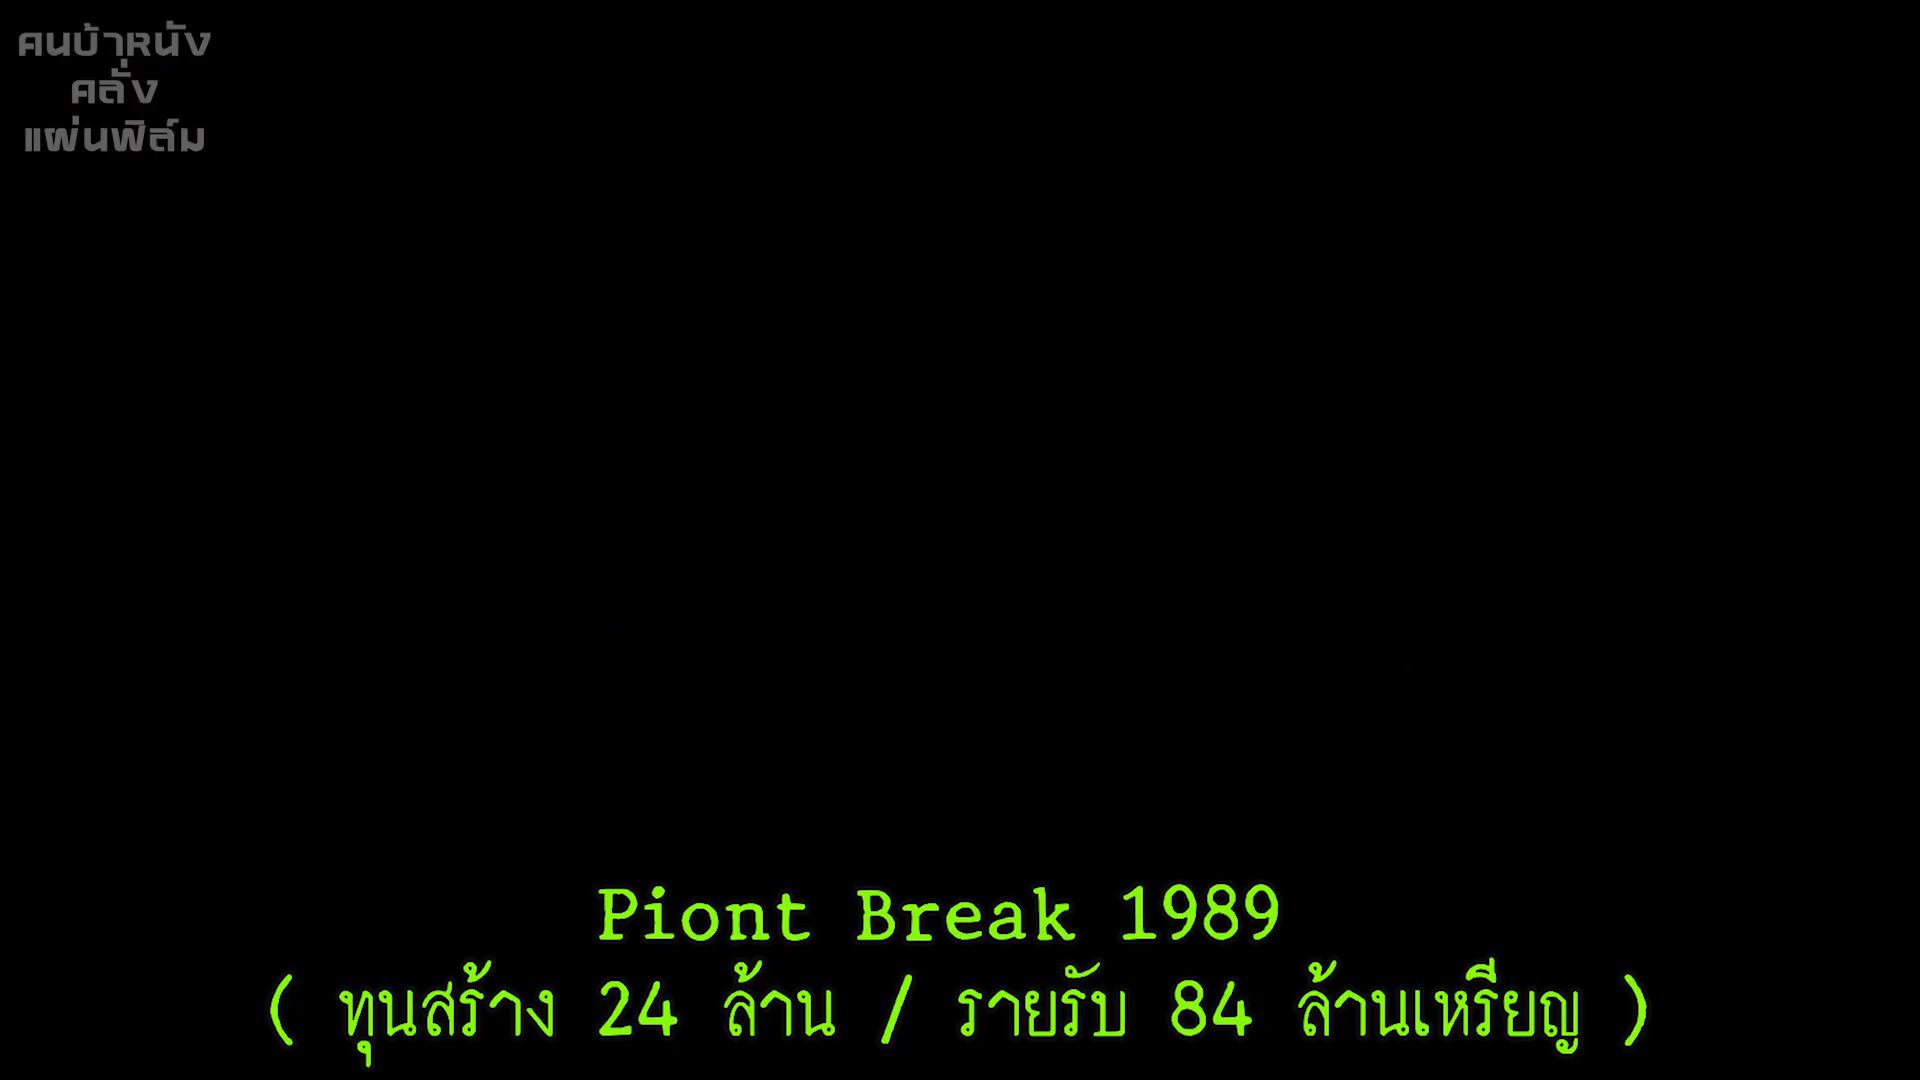 คนบ้าหนัง
คลั่ง
แผ่นฟิล์ม
Piont Break 1989
( ทุนสร้าง 24 ล้าน / รายรับ 84 ล้านเหรียญ )